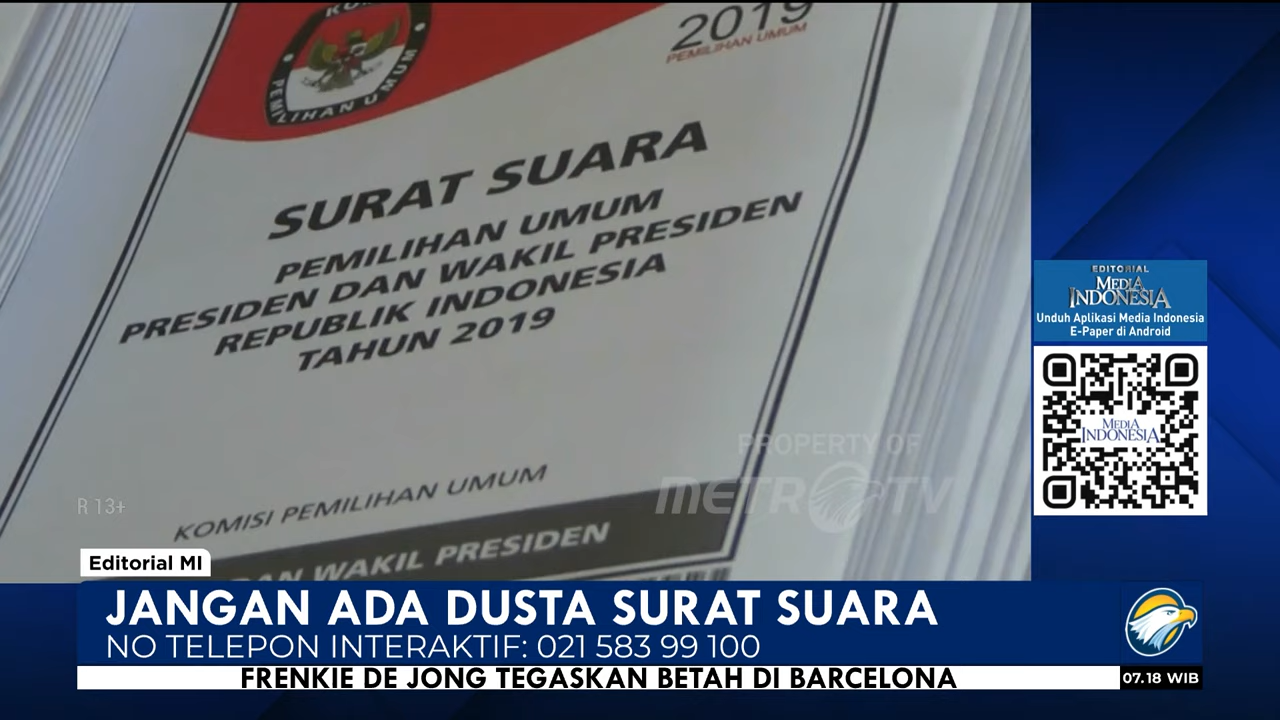 2019
PEMILIHAN UMUM
PEMILIHAN UMUM
SURAT SUARA
PEMILIHAN UMUM
PRESIDEN DAN WAKIL PRESIDEN
REPUBLIK INDONESIA
TAHUN 2019
KOMISI PEMILIHAN UMUM
DAN WAKIL PRESIDEN
PROPERTY OF
METRO TV
R 13+
EDITORIAL
MEDIA
INDONESIA
Unduh Aplikasi Media Indonesia
E-Paper di Android
MEDIA
INDONESIA
Editorial MI
JANGAN ADA DUSTA SURAT SUARA
NO TELEPON INTERAKTIF: 021 583 99 100
FRENKIE DE JONG TEGASKAN BETAH DI BARCELONA
07.18 WIB